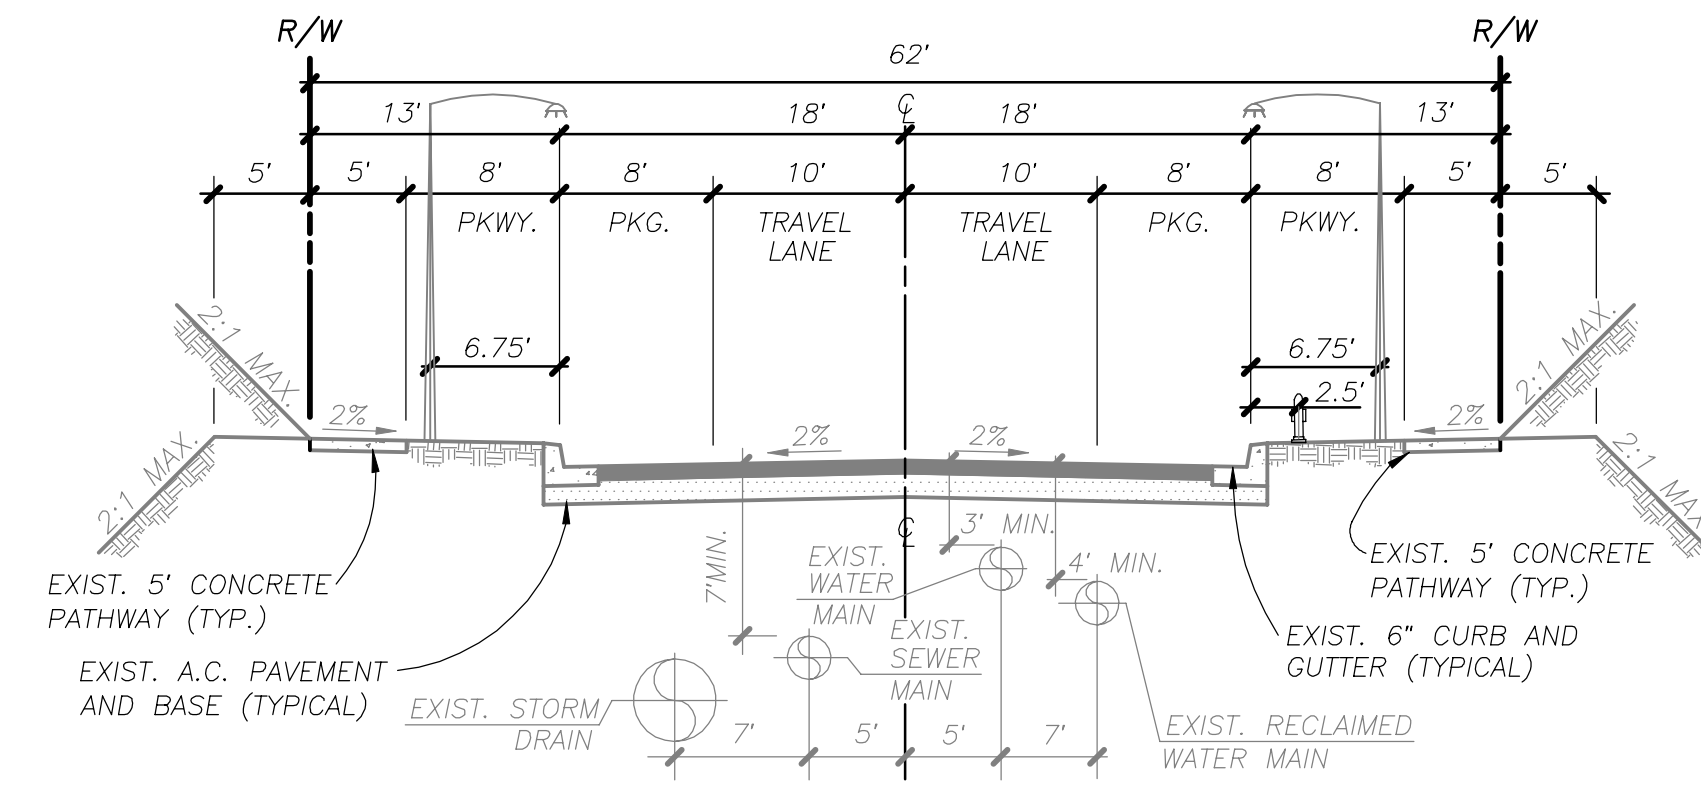 R/W R/W
62'
13' 18' ℄ 18' 13'
5' 5' 8' 8' 10' 10' 8' 8' 5' 5'
PKWY. PKG. TRAVEL TRAVEL PKG. PKWY.
LANE LANE
6.75' 6.75'
2.5'
2:1 MAX. 2:1 MAX.
2% 2% 2% 2%
2:1 MAX. 2:1 MAX.
℄ 3' MIN.
EXIST. 5' CONCRETE
PATHWAY (TYP.)
7'MIN.
EXIST.
WATER
MAIN
4' MIN.
EXIST. 5' CONCRETE
PATHWAY (TYP.)
EXIST. A.C. PAVEMENT
AND BASE (TYPICAL)
EXIST.
SEWER
MAIN
EXIST. 6" CURB AND
GUTTER (TYPICAL)
EXIST. STORM
DRAIN
7' 5' 5' 7'
EXIST. RECLAIMED
WATER MAIN